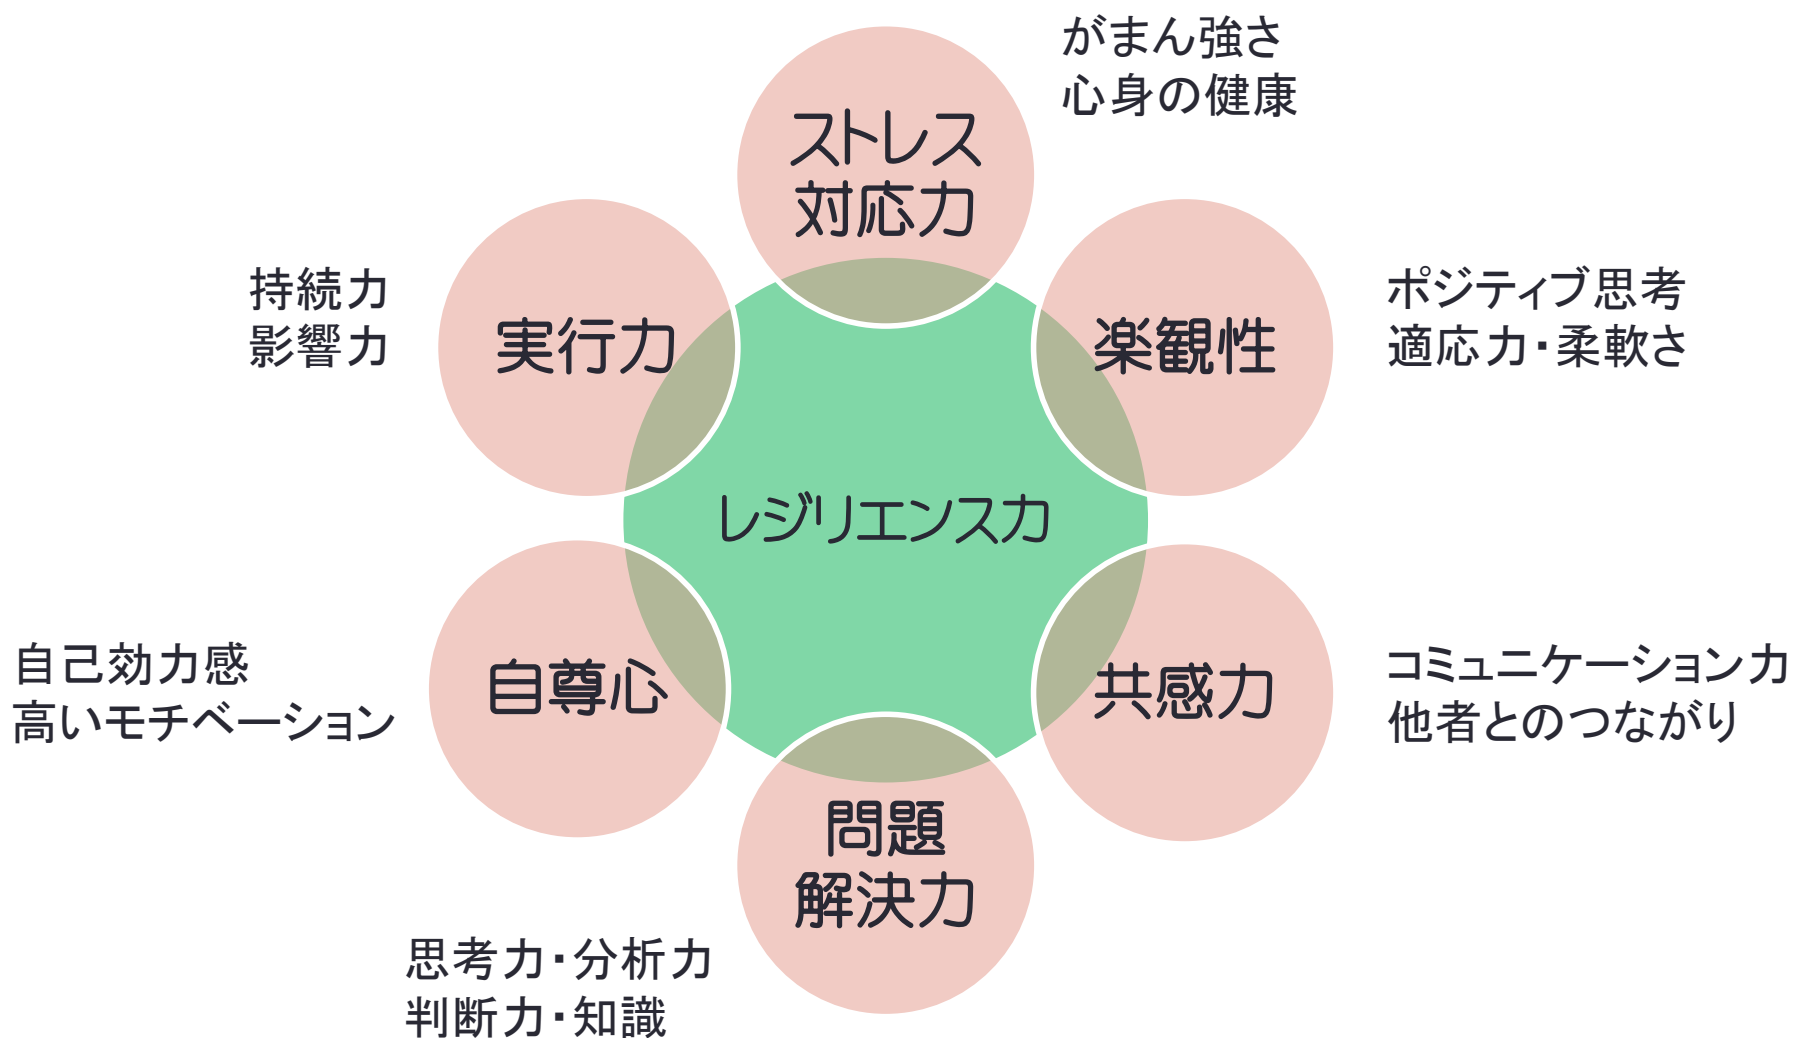 がまん強さ
心身の健康
ストレス
対応力
持続力
影響力
実行力
楽観性
ポジティブ思考
適応力・柔軟さ
レジリエンス力
自己効力感
高いモチベーション
自尊心
共感力
コミュニケーション力
他者とのつながり
問題
解決力
思考力・分析力
判断力・知識